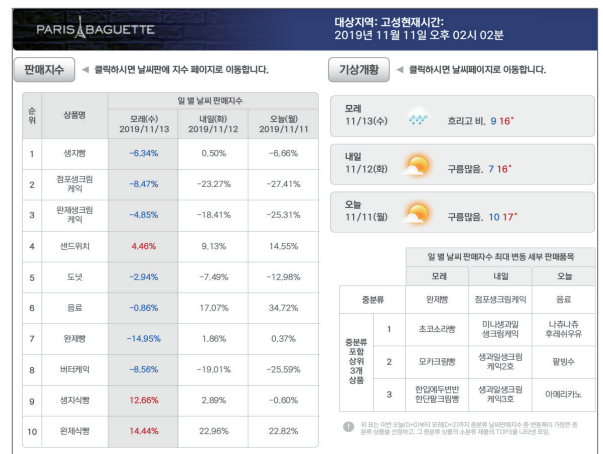 PARIS BAGUETTE
대상지역: 고성현재시간:
2019년 11월 11일 오후 02시 02분
판매지수 ◀ 클릭하시면 날씨판에 지수 페이지로 이동합니다.
순위 상품명 일 별 날씨 판매지수
모레(수) 2019/11/13 내일(화) 2019/11/12 오늘(월) 2019/11/11
1 생지빵 -6.34% 0.50% -6.66%
2 점포생크림케익 -8.47% -23.27% -27.41%
3 완제생크림케익 -4.85% -18.41% -25.31%
4 샌드위치 4.46% 9.13% 14.55%
5 도넛 -2.94% -7.49% -12.98%
6 음료 -0.86% 17.07% 34.72%
7 완제빵 -14.95% 1.86% 0.37%
8 버터케익 -8.56% -19.01% -25.59%
9 생지식빵 12.66% 2.89% -0.60%
10 완제식빵 14.44% 22.96% 22.82%
기상개황 ◀ 클릭하시면 날씨페이지로 이동합니다.
모레
11/13(수) 흐리고 비. 9 16°
내일
11/12(화) 구름많음. 7 16°
오늘
11/11(월) 구름많음. 10 17°
일 별 날씨 판매지수 최대 변동 세부 판매품목
모레 내일 오늘
중분류 완제빵 점포생크림케익 음료
중분류 포함 상위 3개 상품
1 초코소라빵 미니생과일생크림케익 나츄나츄후레쉬우유
2 모카크림빵 생과일생크림케익2호 팥빙수
3 한입에두번반한단팥크림빵 생과일생크림케익3호 아메리카노